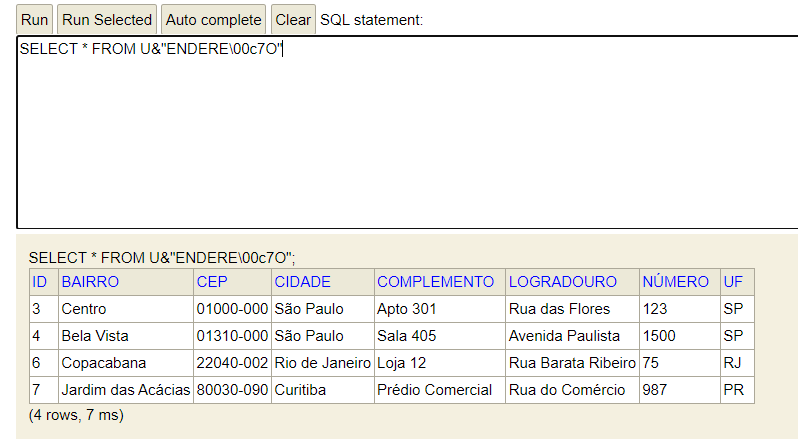 Run Run Selected Auto complete Clear SQL statement:
SELECT * FROM U&"ENDERE\00c7O"
SELECT * FROM U&"ENDERE\00c7O";
ID BAIRRO CEP CIDADE COMPLEMENTO LOGRADOURO NÚMERO UF
3 Centro 01000-000 São Paulo Apto 301 Rua das Flores 123 SP
4 Bela Vista 01310-000 São Paulo Sala 405 Avenida Paulista 1500 SP
6 Copacabana 22040-002 Rio de Janeiro Loja 12 Rua Barata Ribeiro 75 RJ
7 Jardim das Acácias 80030-090 Curitiba Prédio Comercial Rua do Comércio 987 PR
(4 rows, 7 ms)